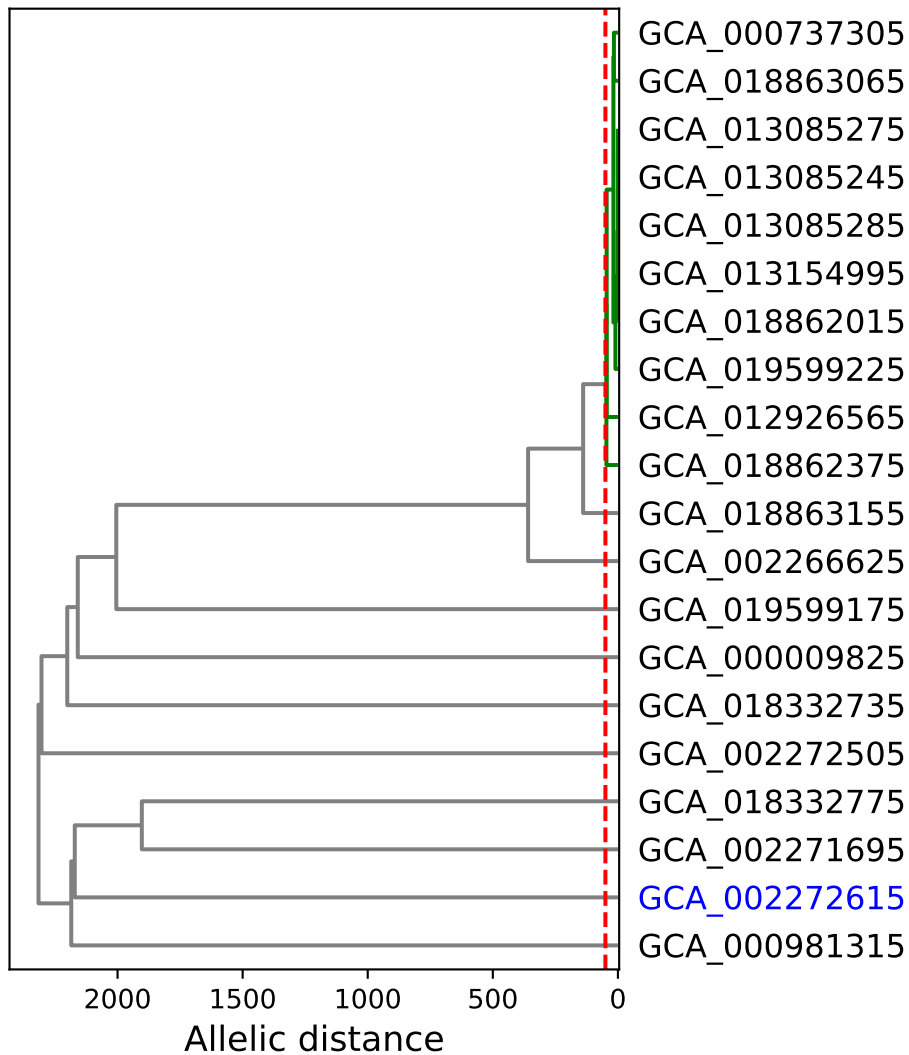 GCA_000737305
GCA_018863065
GCA_013085275
GCA_013085245
GCA_013085285
GCA_013154995
GCA_018862015
GCA_019599225
GCA_012926565
GCA_018862375
GCA_018863155
GCA_002266625
GCA_019599175
GCA_000009825
GCA_018332735
GCA_002272505
GCA_018332775
GCA_002271695
GCA_002272615
GCA_000981315
2000 1500 1000 500 0
Allelic distance